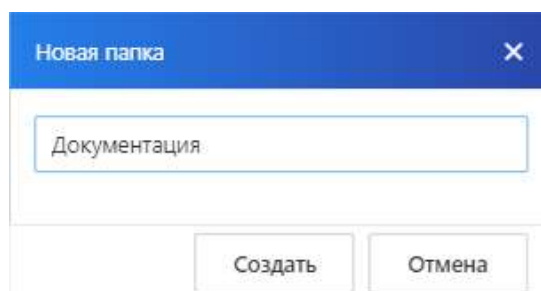 Новая папка
Документация
Создать Отмена